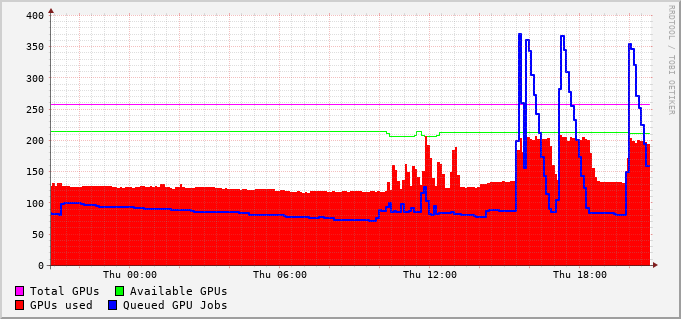 400
350
300
250
200
150
100
50
0
Thu 00:00 Thu 06:00 Thu 12:00 Thu 18:00
Total GPUs Available GPUs
GPUs used Queued GPU Jobs
RRDTOOL / TOBI OETIKER